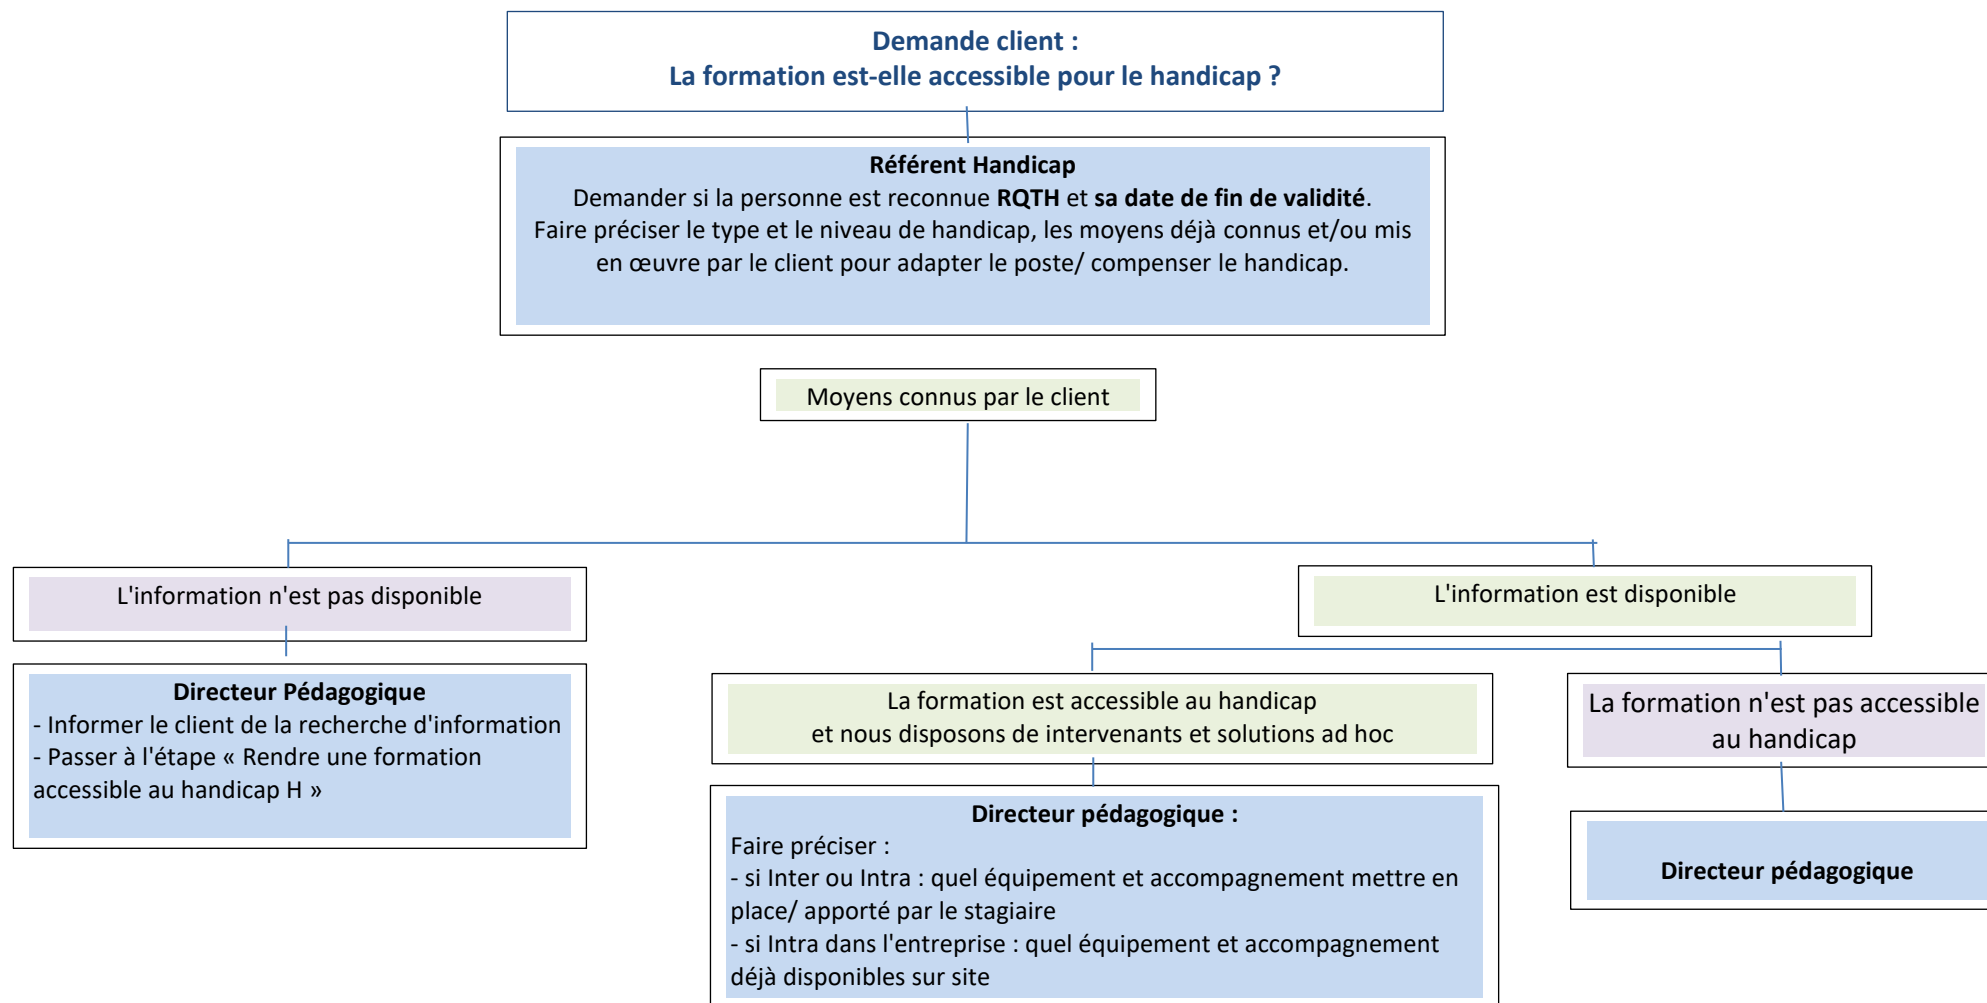 Demande client :
La formation est-elle accessible pour le handicap ?
Référent Handicap
Demander si la personne est reconnue RQTH et sa date de fin de validité.
Faire préciser le type et le niveau de handicap, les moyens déjà connus et/ou mis
en œuvre par le client pour adapter le poste/ compenser le handicap.
Moyens connus par le client
L'information n'est pas disponible
L'information est disponible
Directeur Pédagogique
- Informer le client de la recherche d'information
- Passer à l'étape « Rendre une formation
accessible au handicap H »
La formation est accessible au handicap
et nous disposons de intervenants et solutions ad hoc
La formation n'est pas accessible
au handicap
Directeur pédagogique :
Faire préciser :
- si Inter ou Intra : quel équipement et accompagnement mettre en
place/ apporté par le stagiaire
- si Intra dans l'entreprise : quel équipement et accompagnement
déjà disponibles sur site
Directeur pédagogique